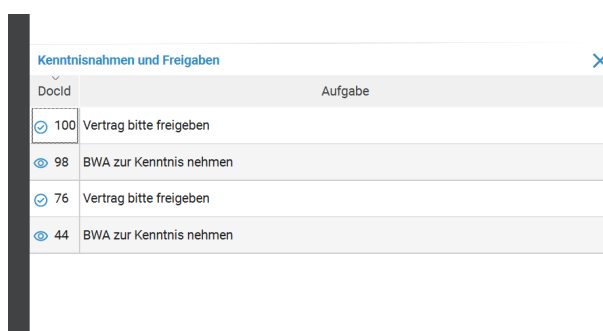 Kenntnisnahmen und Freigaben
DocId Aufgabe
100 Vertrag bitte freigeben
98 BWA zur Kenntnis nehmen
76 Vertrag bitte freigeben
44 BWA zur Kenntnis nehmen